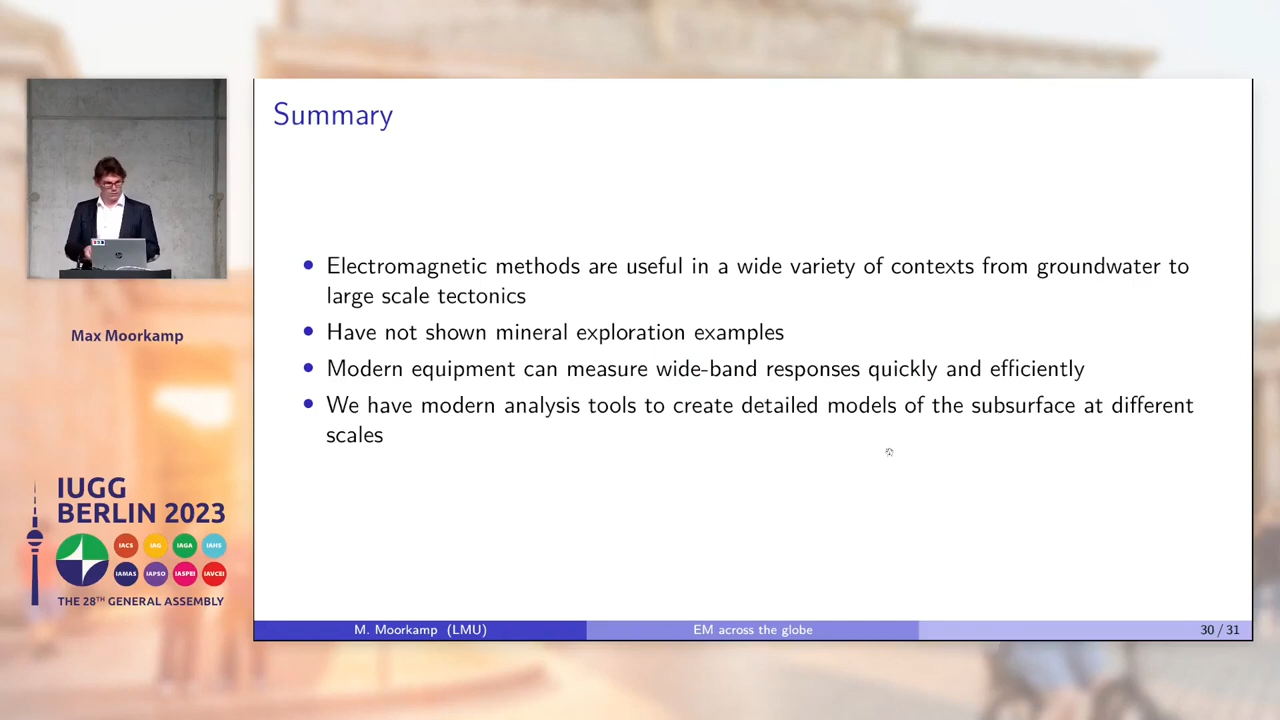 Summary
• Electromagnetic methods are useful in a wide variety of contexts from groundwater to
large scale tectonics
• Have not shown mineral exploration examples
• Modern equipment can measure wide-band responses quickly and efficiently
• We have modern analysis tools to create detailed models of the subsurface at different
scales
M. Moorkamp (LMU)
EM across the globe
30 / 31
Max Moorkamp
IUGG
BERLIN 2023
IACS IAG IAGA IAHS
IAMAS IAPSO IASPEI IAVCEI
THE 28TH GENERAL ASSEMBLY